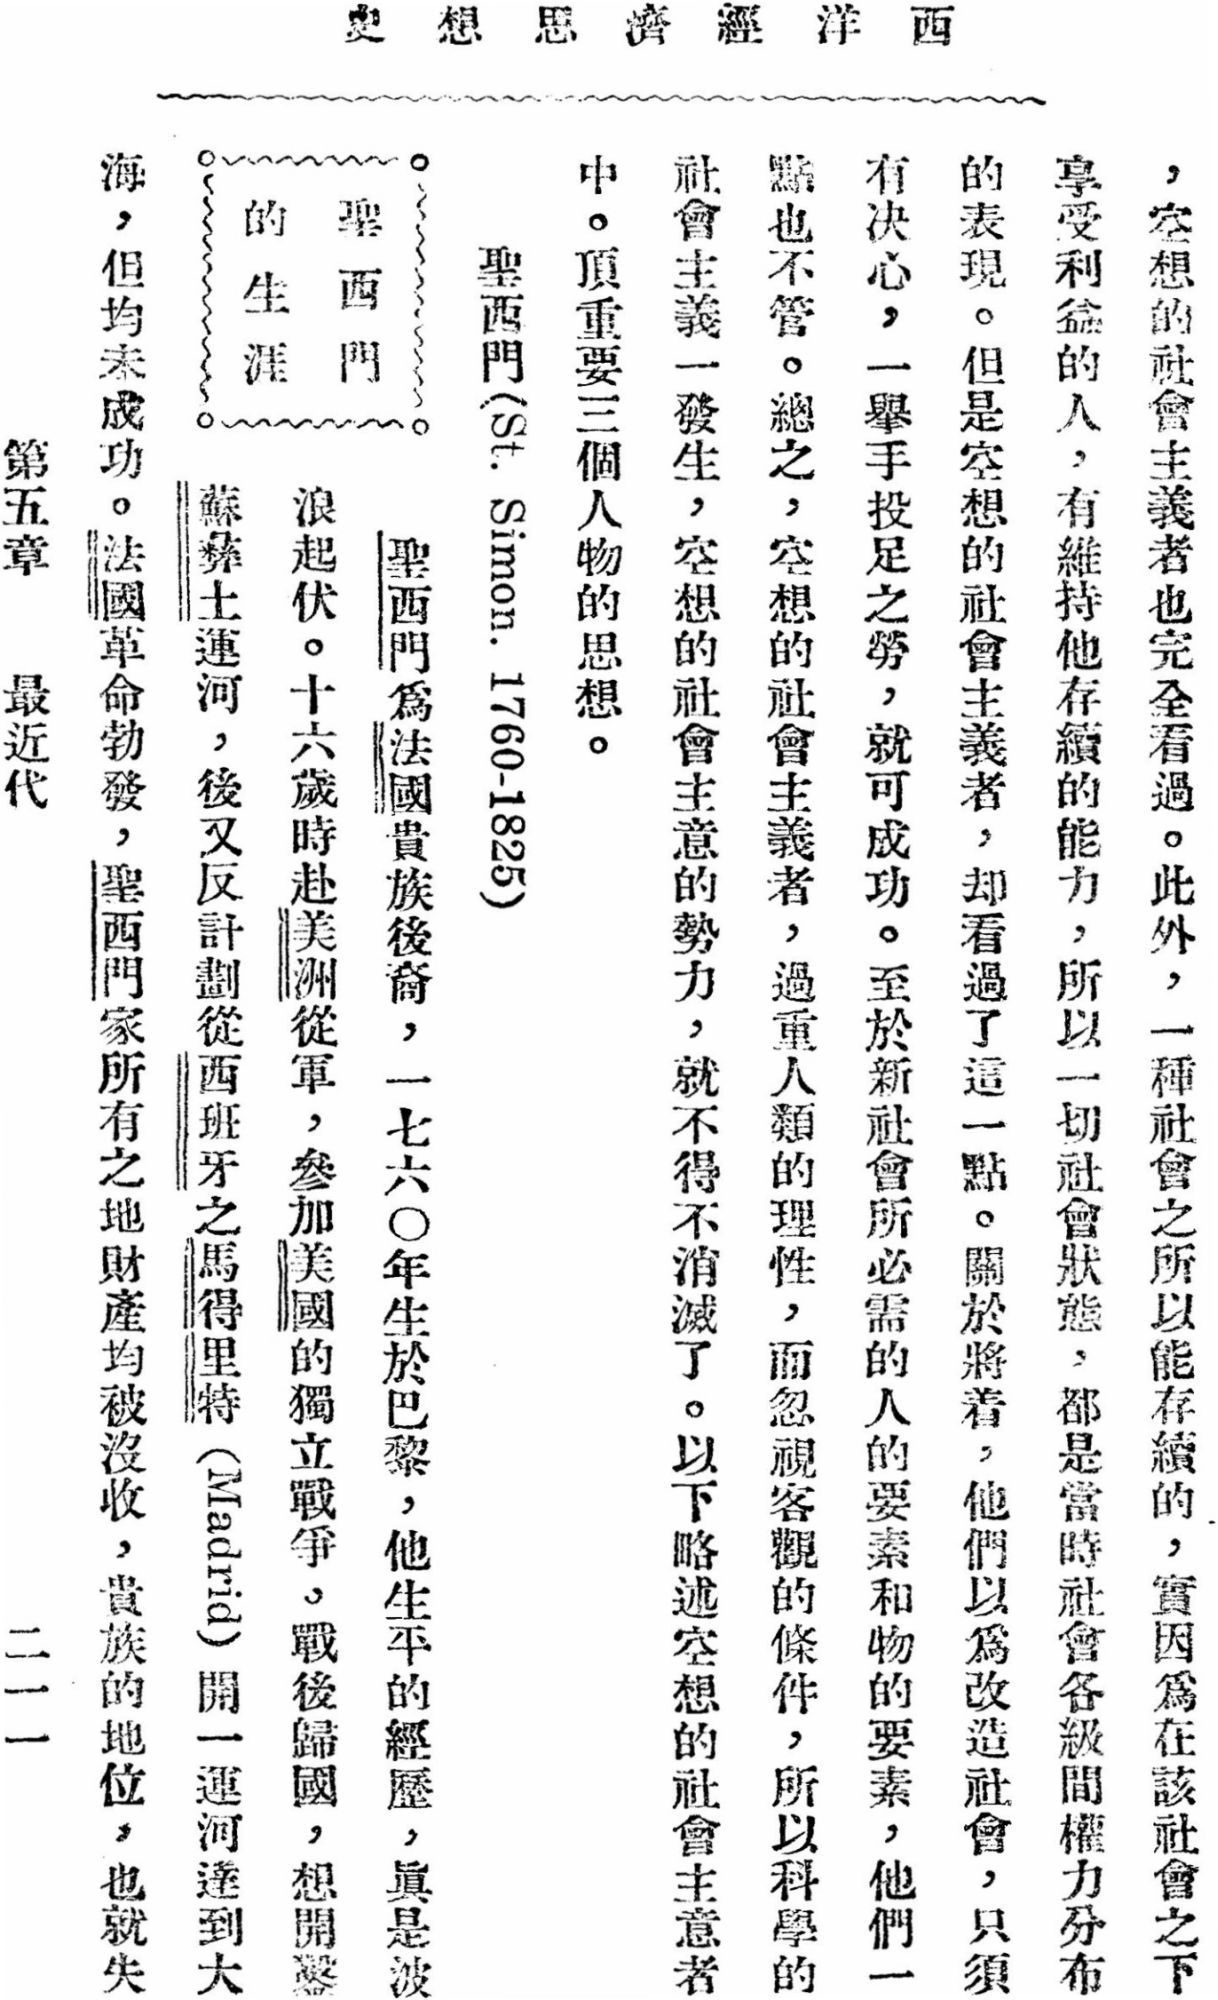 西洋經濟思想史
，空想的社會主義者也完全看過。此外，一種社會之所以能存續的，實因爲在該社會之下
享受利益的人，有維持他存續的能力，所以一切社會狀態，都是當時社會各級間權力分布
的表現。但是空想的社會主義者，却看過了這一點。關於將着，他們以爲改造社會，只須
有决心，一舉手投足之勞，就可成功。至於新社會所必需的人的要素和物的要素，他們一
點也不管。總之，空想的社會主義者，過重人類的理性，而忽視客觀的條件，所以科學的
社會主義一發生，空想的社會主意的勢力，就不得不消滅了。以下略述空想的社會主意者
中。頂重要三個人物的思想。
聖西門(St. Simon. 1760-1825)
聖西門
的生涯
聖西門爲法國貴族後裔，一七六〇年生於巴黎，他生平的經歷，眞是波
浪起伏。十六歲時赴美洲從軍，參加美國的獨立戰爭。戰後歸國，想開鑿
蘇彝士運河，後又反計劃從西班牙之馬得里特(Madrid)開一運河達到大
海，但均未成功。法國革命勃發，聖西門家所有之地財產均被沒收，貴族的地位，也就失
第五章　最近代　二一一